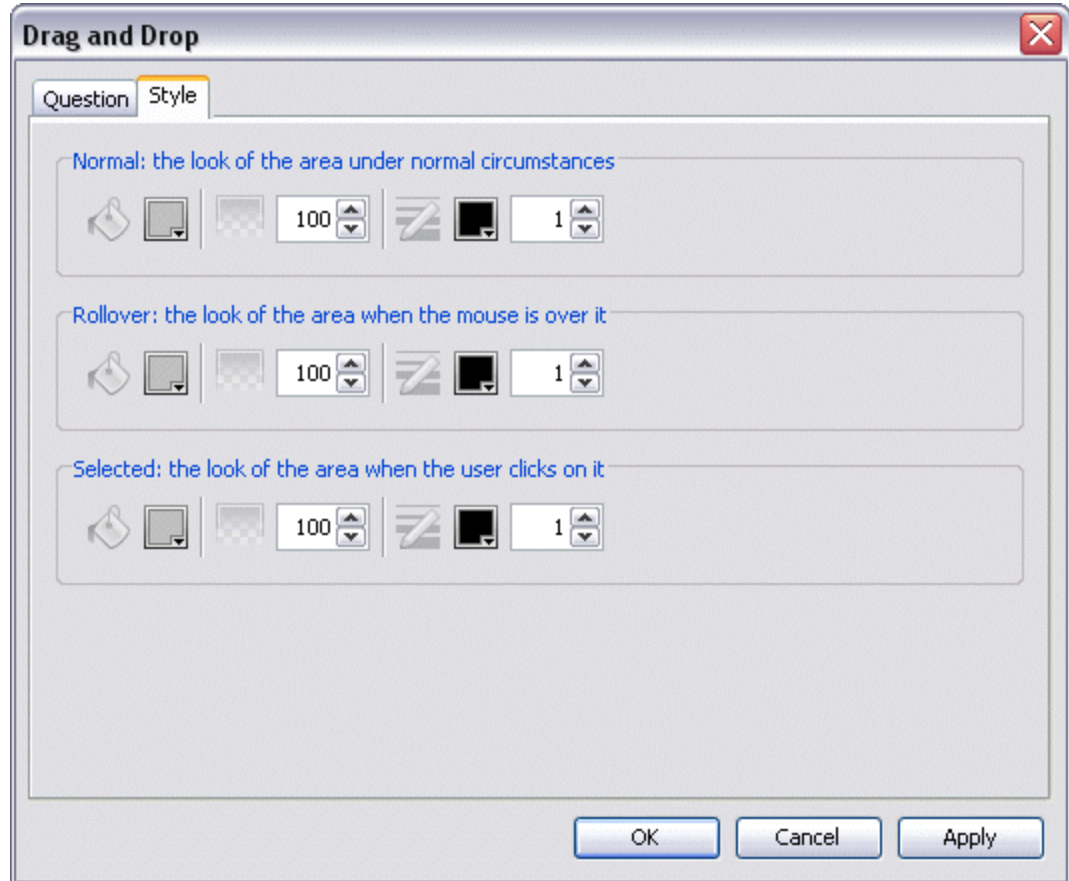 Drag and Drop
Question Style
Normal: the look of the area under normal circumstances
100 1
Rollover: the look of the area when the mouse is over it
100 1
Selected: the look of the area when the user clicks on it
100 1
OK Cancel Apply